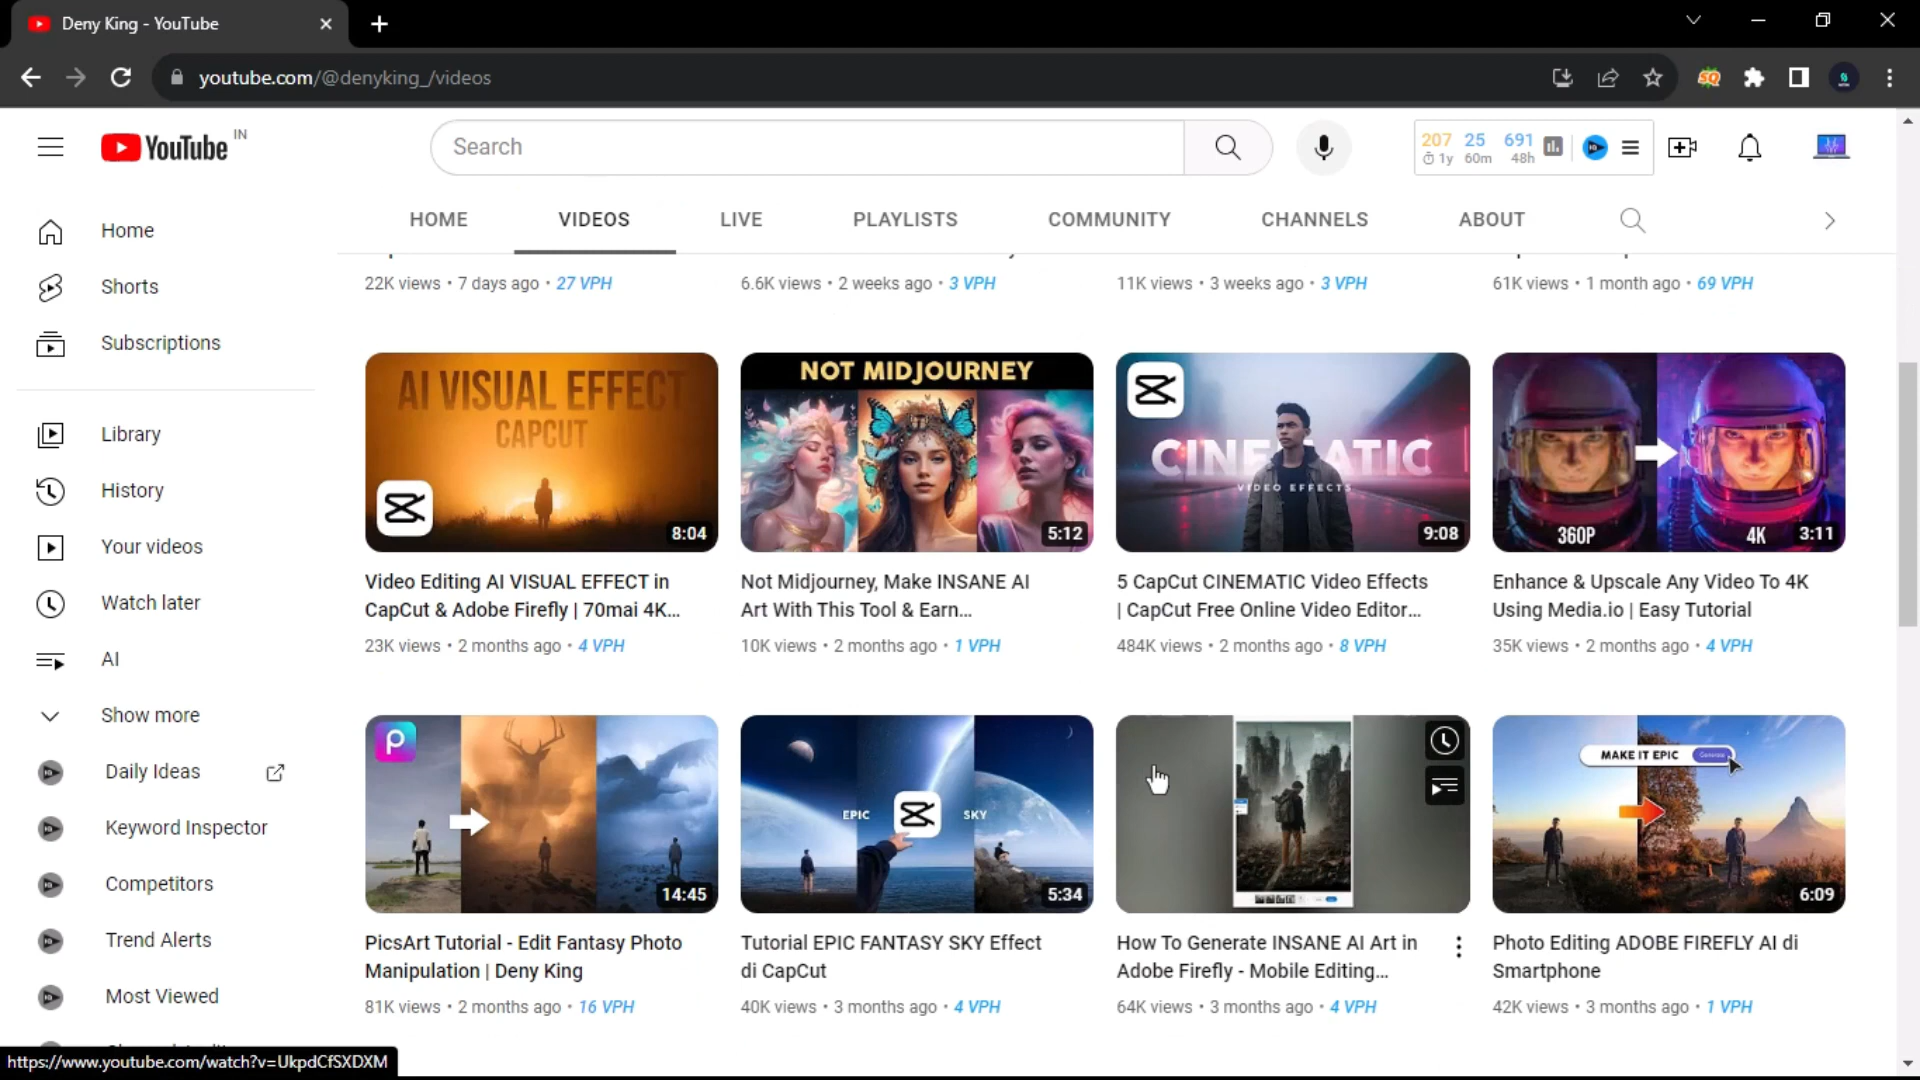 Deny King - YouTube
youtube.com/@denyking_/videos
SQ
YouTube IN
Search
207 25 691
1y 60m 48h
HOME VIDEOS LIVE PLAYLISTS COMMUNITY CHANNELS ABOUT
Home
Shorts
Subscriptions
Library
History
Your videos
Watch later
AI
Show more
Daily Ideas
Keyword Inspector
Competitors
Trend Alerts
Most Viewed
22K views • 7 days ago • 27 VPH
6.6K views • 2 weeks ago • 3 VPH
11K views • 3 weeks ago • 3 VPH
61K views • 1 month ago • 69 VPH
AI VISUAL EFFECT
CAPCUT
8:04
Video Editing AI VISUAL EFFECT in
CapCut & Adobe Firefly | 70mai 4K...
23K views • 2 months ago • 4 VPH
NOT MIDJOURNEY
5:12
Not Midjourney, Make INSANE AI
Art With This Tool & Earn...
10K views • 2 months ago • 1 VPH
CINEMATIC
VIDEO EFFECTS
9:08
5 CapCut CINEMATIC Video Effects
| CapCut Free Online Video Editor...
484K views • 2 months ago • 8 VPH
360P 4K 3:11
Enhance & Upscale Any Video To 4K
Using Media.io | Easy Tutorial
35K views • 2 months ago • 4 VPH
P
14:45
PicsArt Tutorial - Edit Fantasy Photo
Manipulation | Deny King
81K views • 2 months ago • 16 VPH
EPIC SKY
5:34
Tutorial EPIC FANTASY SKY Effect
di CapCut
40K views • 3 months ago • 4 VPH
How To Generate INSANE AI Art in
Adobe Firefly - Mobile Editing...
64K views • 3 months ago • 4 VPH
MAKE IT EPIC Generate
6:09
Photo Editing ADOBE FIREFLY AI di
Smartphone
42K views • 3 months ago • 1 VPH
https://www.youtube.com/watch?v=UkpdCfSXDXM